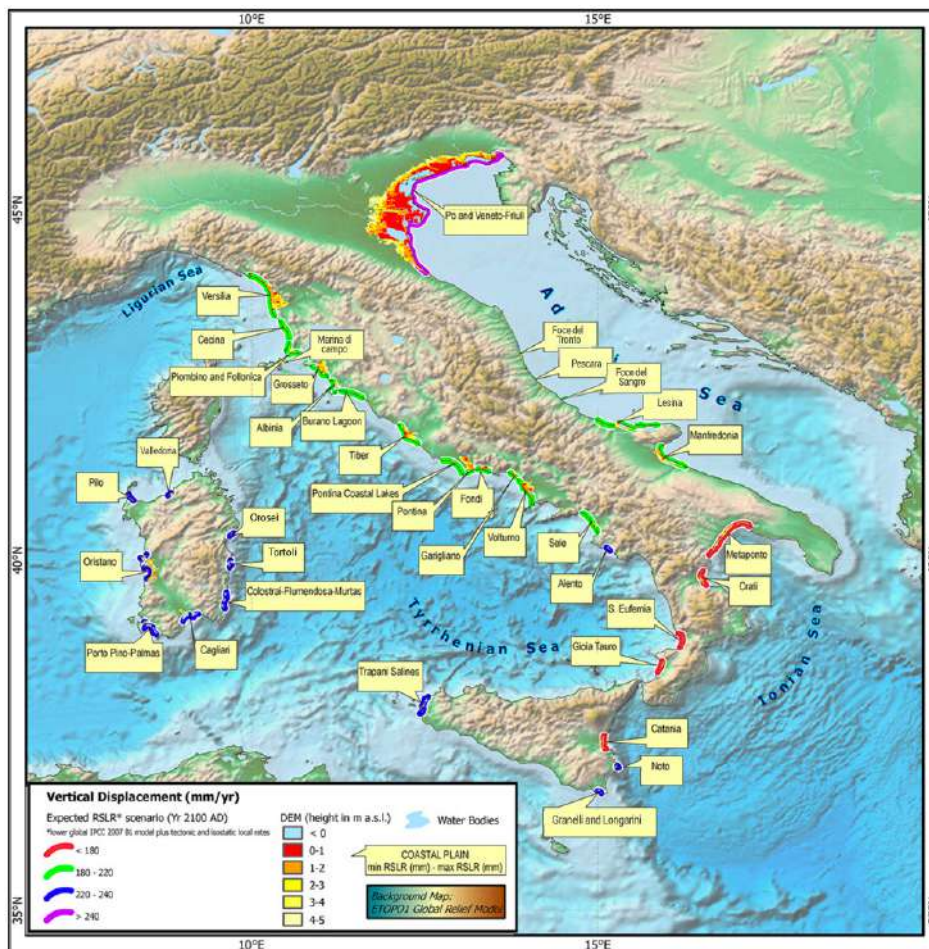 10°E
15°E
45°N
45°N
Po and Veneto-Friuli
Ligurian Sea
Versilia
Ad
Cecina
Marina di
campo
Foce del
Tronto
Piombino and Follonica
Pescara
Foce del
Sangro
Grosseto
Albinia
Burano Lagoon
Sea
Lesina
Manfredonia
Tiber
Valledoria
Pilo
Pontina Coastal Lakes
Pontina
Fondi
Orosei
Garigliano
Volturno
Sele
Metaponto
Tortolì
40°N
40°N
Oristano
Alento
Crati
Colostrai-Flumendosa-Murtas
S. Eufemia
Tyrrhenian Sea
Ionian Sea
Porto Pino-Palmas
Cagliari
Gioia Tauro
Trapani Salines
Catania
Noto
Granelli and Longarini
Vertical Displacement (mm/yr)
Expected RSLR* scenario (Yr 2100 AD)
*lower global IPCC 2007 B1 model plus tectonic and isostatic local rates
< 180
180 - 220
220 - 240
> 240
DEM (height in m a.s.l.)
< 0
0-1
1-2
2-3
3-4
4-5
Water Bodies
COASTAL PLAIN
min RSLR (mm) - max RSLR (mm)
Background Map:
ETOPO1 Global Relief Model
35°N
10°E
15°E